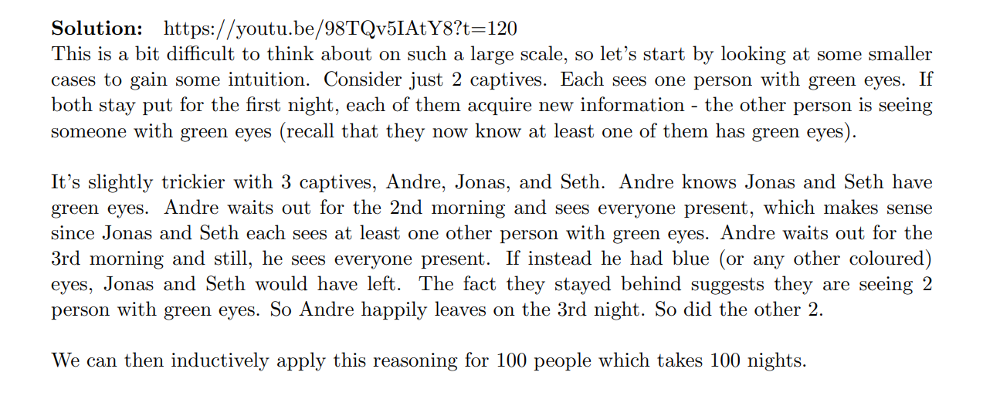 Solution: https://youtu.be/98TQv5IAtY8?t=120
This is a bit difficult to think about on such a large scale, so let's start by looking at some smaller
cases to gain some intuition. Consider just 2 captives. Each sees one person with green eyes. If
both stay put for the first night, each of them acquire new information - the other person is seeing
someone with green eyes (recall that they now know at least one of them has green eyes).
It's slightly trickier with 3 captives, Andre, Jonas, and Seth. Andre knows Jonas and Seth have
green eyes. Andre waits out for the 2nd morning and sees everyone present, which makes sense
since Jonas and Seth each sees at least one other person with green eyes. Andre waits out for the
3rd morning and still, he sees everyone present. If instead he had blue (or any other coloured)
eyes, Jonas and Seth would have left. The fact they stayed behind suggests they are seeing 2
person with green eyes. So Andre happily leaves on the 3rd night. So did the other 2.
We can then inductively apply this reasoning for 100 people which takes 100 nights.